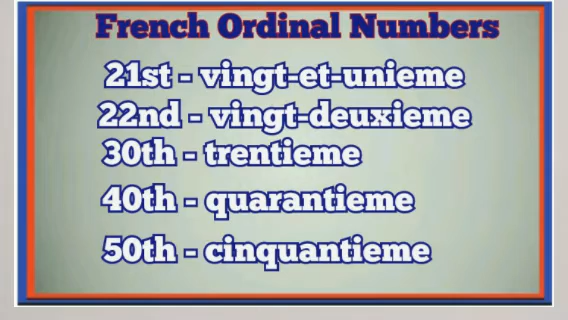 French Ordinal Numbers
21st - vingt-et-unieme
22nd - vingt-deuxieme
30th - trentieme
40th - quarantieme
50th - cinquantieme